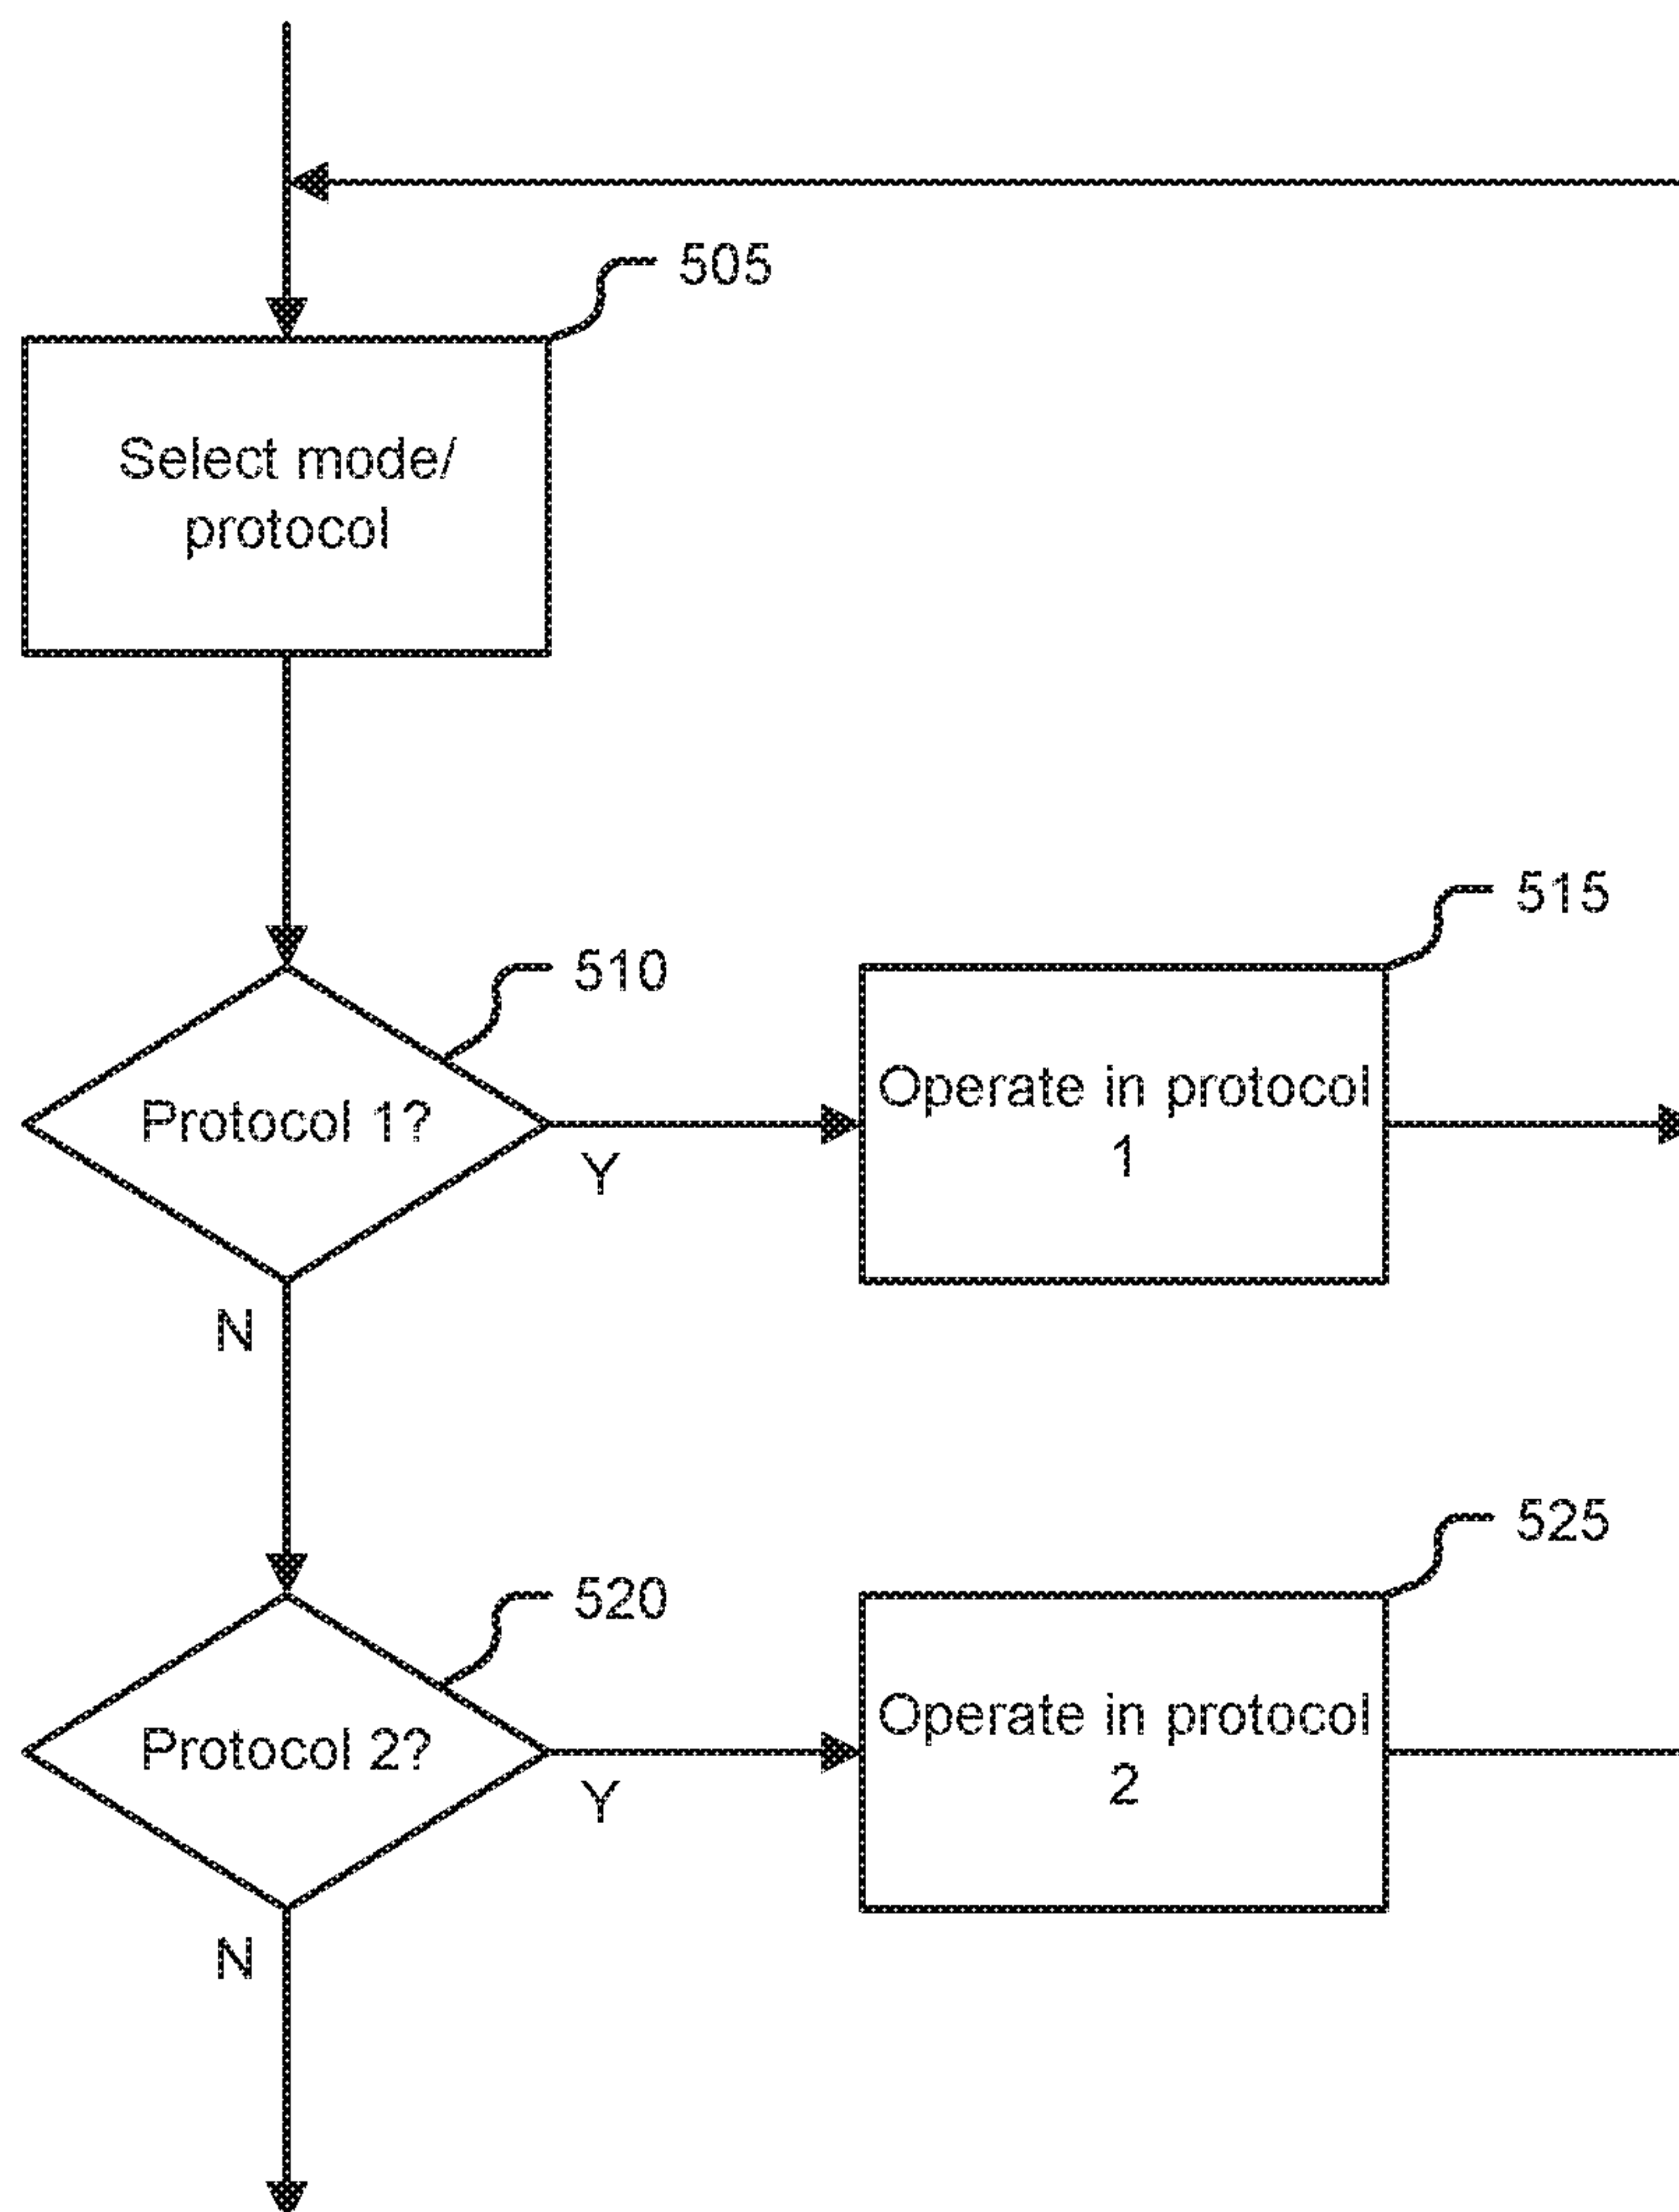 505
Select mode/
protocol
515
510
Operate in protocol
1
Protocol 1?
Y
N
525
520
Operate in protocol
2
Protocol 2?
Y
N